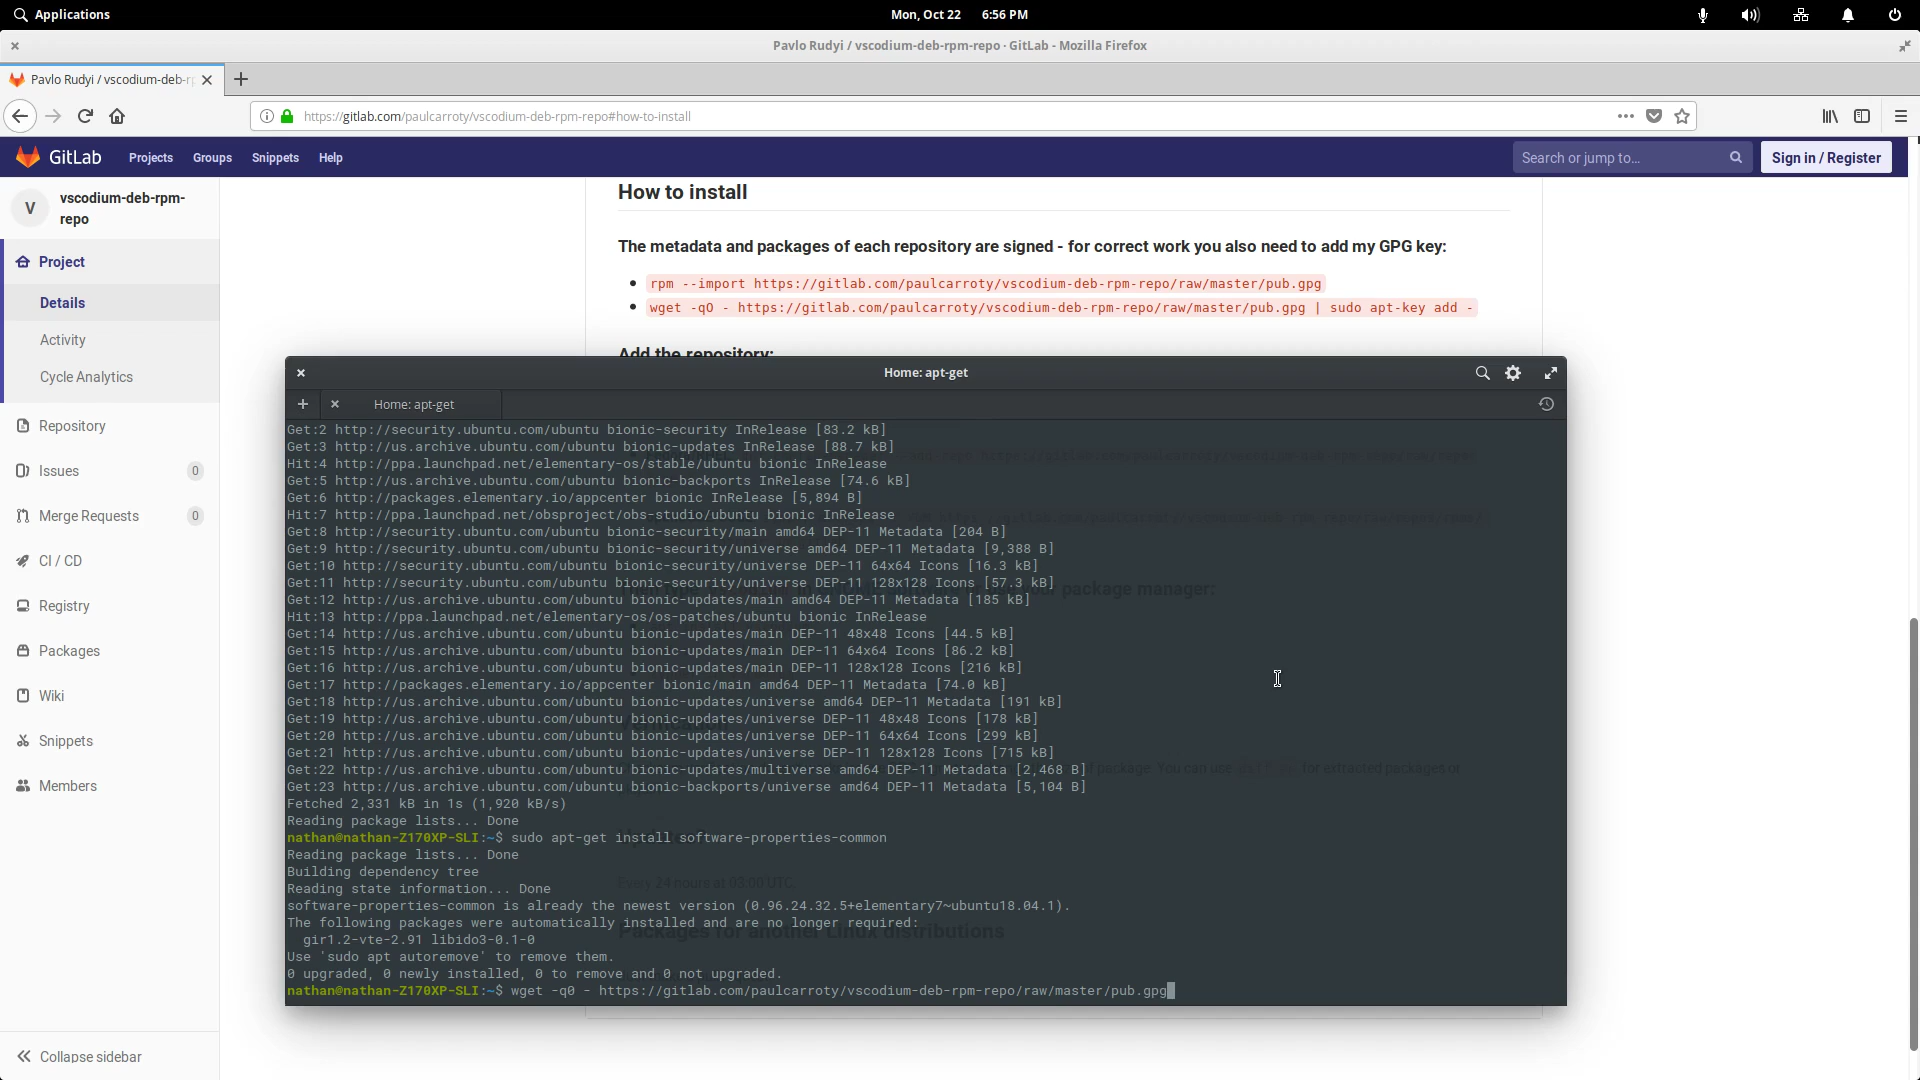 Applications
Mon, Oct 22 6:56 PM
Pavlo Rudyi / vscodium-deb-rpm-repo · GitLab - Mozilla Firefox
Pavlo Rudyi / vscodium-deb-r
https://gitlab.com/paulcarroty/vscodium-deb-rpm-repo#how-to-install
GitLab Projects Groups Snippets Help Search or jump to... Sign in / Register
V vscodium-deb-rpm-
repo
Project
Details
Activity
Cycle Analytics
Repository
Issues 0
Merge Requests 0
CI / CD
Registry
Packages
Wiki
Snippets
Members
Collapse sidebar
How to install
The metadata and packages of each repository are signed - for correct work you also need to add my GPG key:
rpm --import https://gitlab.com/paulcarroty/vscodium-deb-rpm-repo/raw/master/pub.gpg
wget -qO - https://gitlab.com/paulcarroty/vscodium-deb-rpm-repo/raw/master/pub.gpg | sudo apt-key add -
Add the repository:
Home: apt-get
Home: apt-get
Get:2 http://security.ubuntu.com/ubuntu bionic-security InRelease [83.2 kB]
Get:3 http://us.archive.ubuntu.com/ubuntu bionic-updates InRelease [88.7 kB]
Hit:4 http://ppa.launchpad.net/elementary-os/stable/ubuntu bionic InRelease
Get:5 http://us.archive.ubuntu.com/ubuntu bionic-backports InRelease [74.6 kB]
Get:6 http://packages.elementary.io/appcenter bionic InRelease [5,894 B]
Hit:7 http://ppa.launchpad.net/obsproject/obs-studio/ubuntu bionic InRelease
Get:8 http://security.ubuntu.com/ubuntu bionic-security/main amd64 DEP-11 Metadata [204 B]
Get:9 http://security.ubuntu.com/ubuntu bionic-security/universe amd64 DEP-11 Metadata [9,388 B]
Get:10 http://security.ubuntu.com/ubuntu bionic-security/universe DEP-11 64x64 Icons [16.3 kB]
Get:11 http://security.ubuntu.com/ubuntu bionic-security/universe DEP-11 128x128 Icons [57.3 kB]
Get:12 http://us.archive.ubuntu.com/ubuntu bionic-updates/main amd64 DEP-11 Metadata [185 kB]
Hit:13 http://ppa.launchpad.net/elementary-os/os-patches/ubuntu bionic InRelease
Get:14 http://us.archive.ubuntu.com/ubuntu bionic-updates/main DEP-11 48x48 Icons [44.5 kB]
Get:15 http://us.archive.ubuntu.com/ubuntu bionic-updates/main DEP-11 64x64 Icons [86.2 kB]
Get:16 http://us.archive.ubuntu.com/ubuntu bionic-updates/main DEP-11 128x128 Icons [216 kB]
Get:17 http://packages.elementary.io/appcenter bionic/main amd64 DEP-11 Metadata [74.0 kB]
Get:18 http://us.archive.ubuntu.com/ubuntu bionic-updates/universe amd64 DEP-11 Metadata [191 kB]
Get:19 http://us.archive.ubuntu.com/ubuntu bionic-updates/universe DEP-11 48x48 Icons [178 kB]
Get:20 http://us.archive.ubuntu.com/ubuntu bionic-updates/universe DEP-11 64x64 Icons [299 kB]
Get:21 http://us.archive.ubuntu.com/ubuntu bionic-updates/universe DEP-11 128x128 Icons [715 kB]
Get:22 http://us.archive.ubuntu.com/ubuntu bionic-updates/multiverse amd64 DEP-11 Metadata [2,468 B]
Get:23 http://us.archive.ubuntu.com/ubuntu bionic-backports/universe amd64 DEP-11 Metadata [5,104 B]
Fetched 2,331 kB in 1s (1,920 kB/s)
Reading package lists... Done
nathan@nathan-Z170XP-SLI:~$ sudo apt-get install software-properties-common
Reading package lists... Done
Building dependency tree
Reading state information... Done
software-properties-common is already the newest version (0.96.24.32.5+elementary7~ubuntu18.04.1).
The following packages were automatically installed and are no longer required:
gir1.2-vte-2.91 libido3-0.1-0
Use 'sudo apt autoremove' to remove them.
0 upgraded, 0 newly installed, 0 to remove and 0 not upgraded.
nathan@nathan-Z170XP-SLI:~$ wget -q0 - https://gitlab.com/paulcarroty/vscodium-deb-rpm-repo/raw/master/pub.gpg
package manager:
package. You can use
for extracted packages or
Every 24 hours at 03:00 UTC.
Packages for another Linux distributions